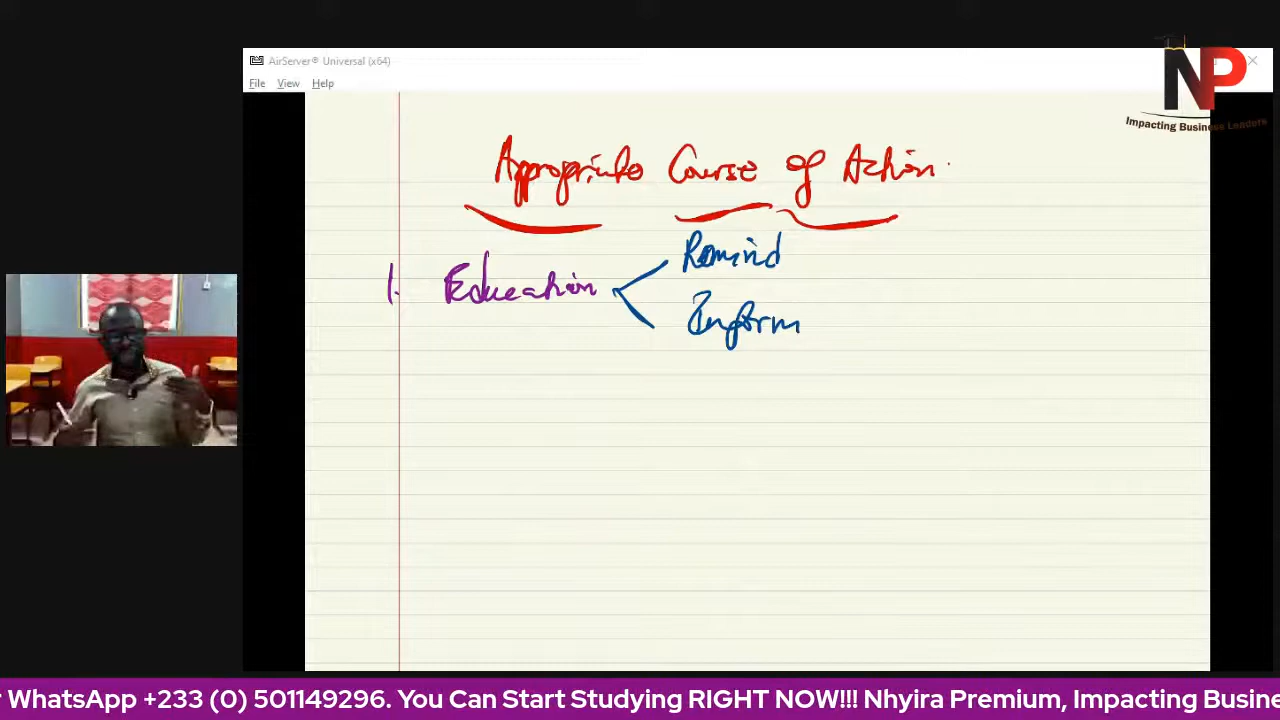 AirServer® Universal (x64)
File View Help
NP
Impacting Business Leaders
Appropriate Course of Action.
Remind
1. Education
Inform
r WhatsApp +233 (0) 501149296. You Can Start Studying RIGHT NOW!!! Nhyira Premium, Impacting Busine